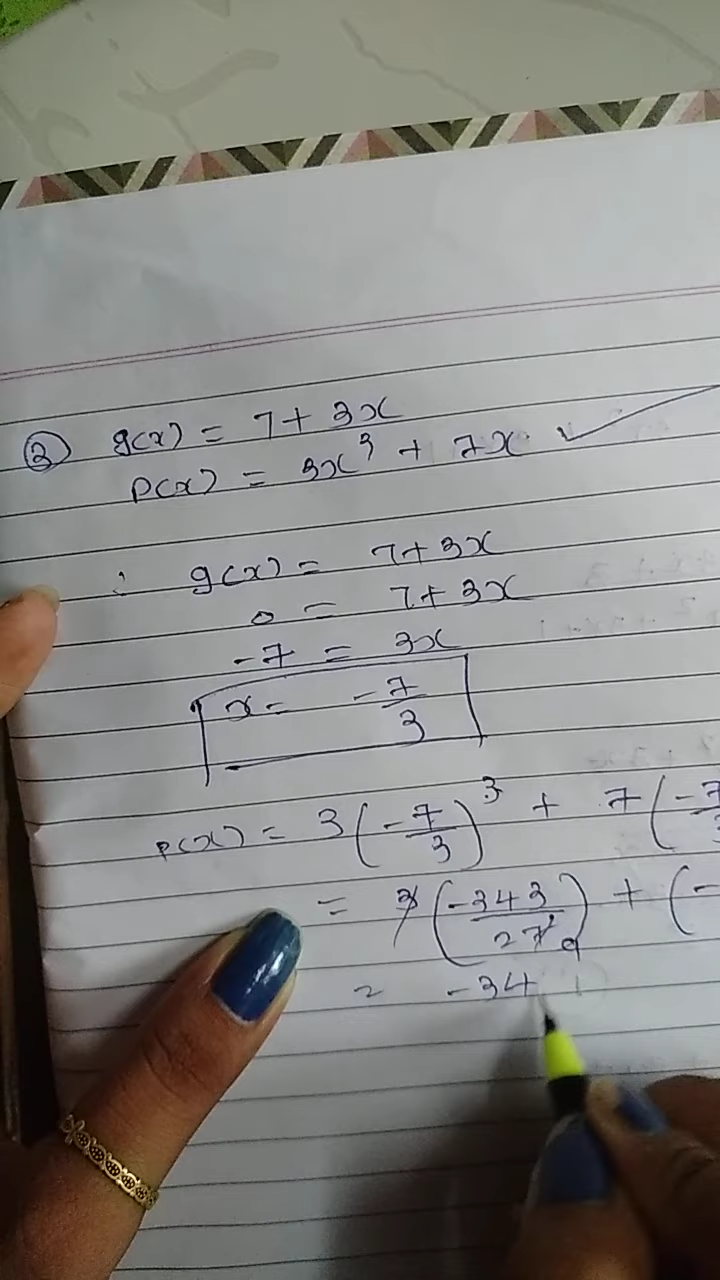 ② g(x) = 7 + 3x
p(x) = 3x³ + 7x ✓
∴ g(x) = 7 + 3x
0 = 7 + 3x
-7 = 3x
x = -7/3
p(x) = 3(-7/3)³ + 7(-7/3
= 3(-343/27 9) + (-
= -34